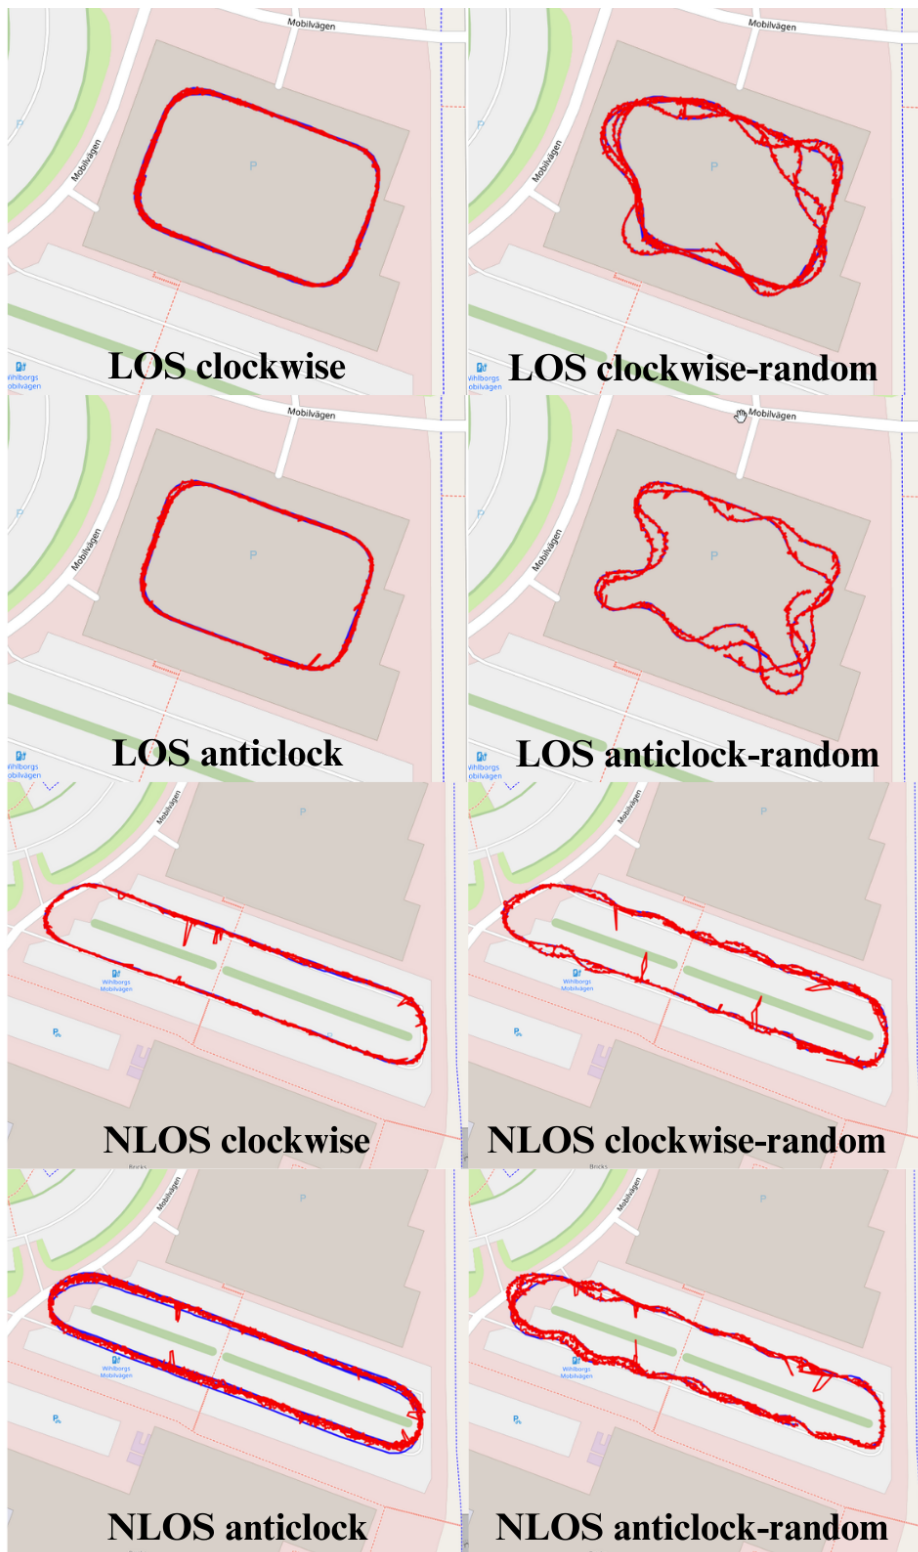 Mobilvägen
Mobilvägen
P
P
Mobilvägen
P
P
Mobilvägen
Wihlborgs
LOS clockwise
LOS clockwise-random
Mobilvägen
Mobilvägen
P
P
Mobilvägen
P
P
Mobilvägen
Wihlborgs
LOS anticlock
LOS anticlock-random
Mobilvägen
P
Mobilvägen
P
Wihlborgs
Mobilvägen
Wihlborgs
Mobilvägen
P
P
NLOS clockwise
NLOS clockwise-random
Mobilvägen
P
Mobilvägen
P
Wihlborgs
Mobilvägen
Wihlborgs
Mobilvägen
P
P
NLOS anticlock
NLOS anticlock-random